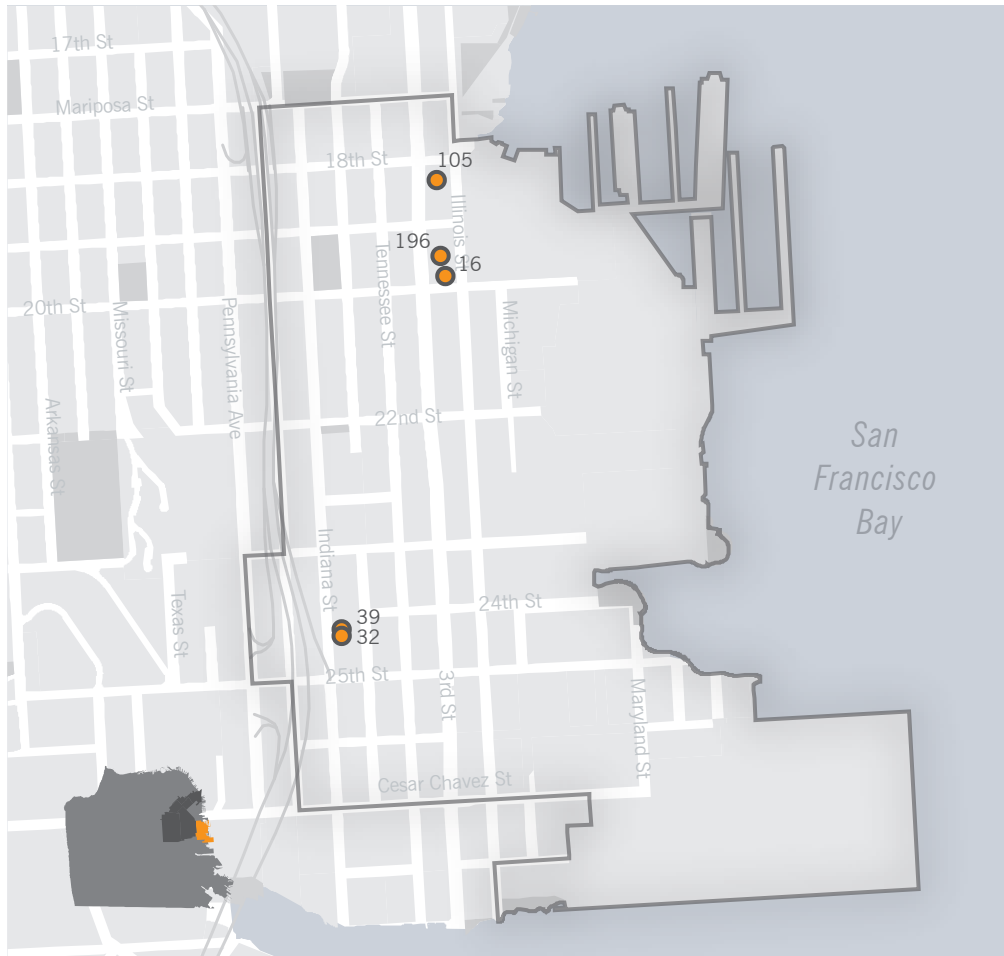 17th St
Mariposa St
18th St
105
Illinois St
196
16
Tennessee St
20th St
Missouri St
Pennsylvania Ave
Michigan St
Arkansas St
22nd St
San
Francisco
Bay
Indiana St
Texas St
24th St
39
32
25th St
3rd St
Maryland St
Cesar Chavez St